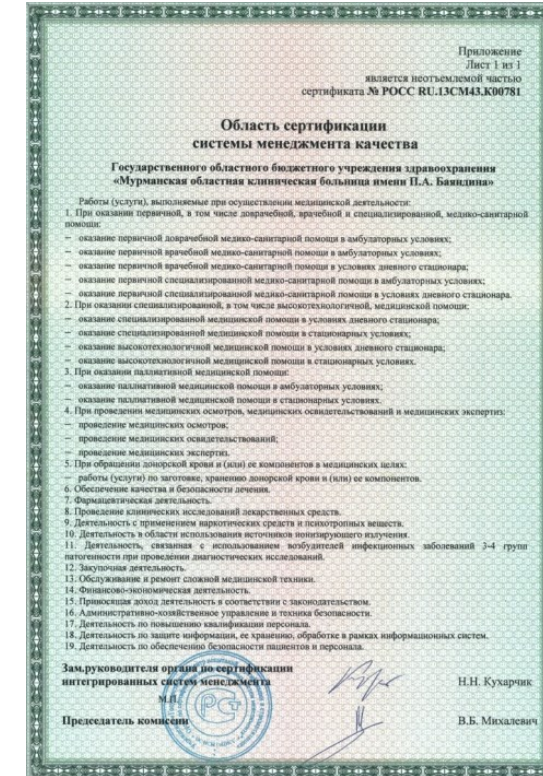 Приложение
Лист 1 из 1
является неотъемлемой частью
сертификата № РОСС RU.13СМ43.К00781
Область сертификации
системы менеджмента качества
Государственного областного бюджетного учреждения здравоохранения
«Мурманская областная клиническая больница имени П.А. Баяндина»
Работы (услуги), выполняемые при осуществлении медицинской деятельности:
1. При оказании первичной, в том числе доврачебной, врачебной и специализированной, медико-санитарной
помощи:
– оказание первичной доврачебной медико-санитарной помощи в амбулаторных условиях;
– оказание первичной врачебной медико-санитарной помощи в амбулаторных условиях;
– оказание первичной врачебной медико-санитарной помощи в условиях дневного стационара;
– оказание первичной специализированной медико-санитарной помощи в амбулаторных условиях;
– оказание первичной специализированной медико-санитарной помощи в условиях дневного стационара.
2. При оказании специализированной, в том числе высокотехнологичной, медицинской помощи:
– оказание специализированной медицинской помощи в условиях дневного стационара;
– оказание специализированной медицинской помощи в стационарных условиях;
– оказание высокотехнологичной медицинской помощи в условиях дневного стационара;
– оказание высокотехнологичной медицинской помощи в стационарных условиях.
3. При оказании паллиативной медицинской помощи:
– оказание паллиативной медицинской помощи в амбулаторных условиях;
– оказание паллиативной медицинской помощи в стационарных условиях.
4. При проведении медицинских осмотров, медицинских освидетельствований и медицинских экспертиз:
– проведение медицинских осмотров;
– проведение медицинских освидетельствований;
– проведение медицинских экспертиз.
5. При обращении донорской крови и (или) ее компонентов в медицинских целях:
– работы (услуги) по заготовке, хранению донорской крови и (или) ее компонентов.
6. Обеспечение качества и безопасности лечения.
7. Фармацевтическая деятельность.
8. Проведение клинических исследований лекарственных средств.
9. Деятельность с применением наркотических средств и психотропных веществ.
10. Деятельность в области использования источников ионизирующего излучения.
11. Деятельность, связанная с использованием возбудителей инфекционных заболеваний 3-4 групп
патогенности при проведении диагностических исследований.
12. Закупочная деятельность.
13. Обслуживание и ремонт сложной медицинской техники.
14. Финансово-экономическая деятельность.
15. Приносящая доход деятельность в соответствии с законодательством.
16. Административно-хозяйственное управление и техника безопасности.
17. Деятельность по повышению квалификации персонала.
18. Деятельность по защите информации, ее хранению, обработке в рамках информационных систем.
19. Деятельность по обеспечению безопасности пациентов и персонала.
Зам.руководителя органа по сертификации
интегрированных систем менеджмента
Н.Н. Кухарчик
М.П.
Председатель комиссии
В.Б. Михалевич